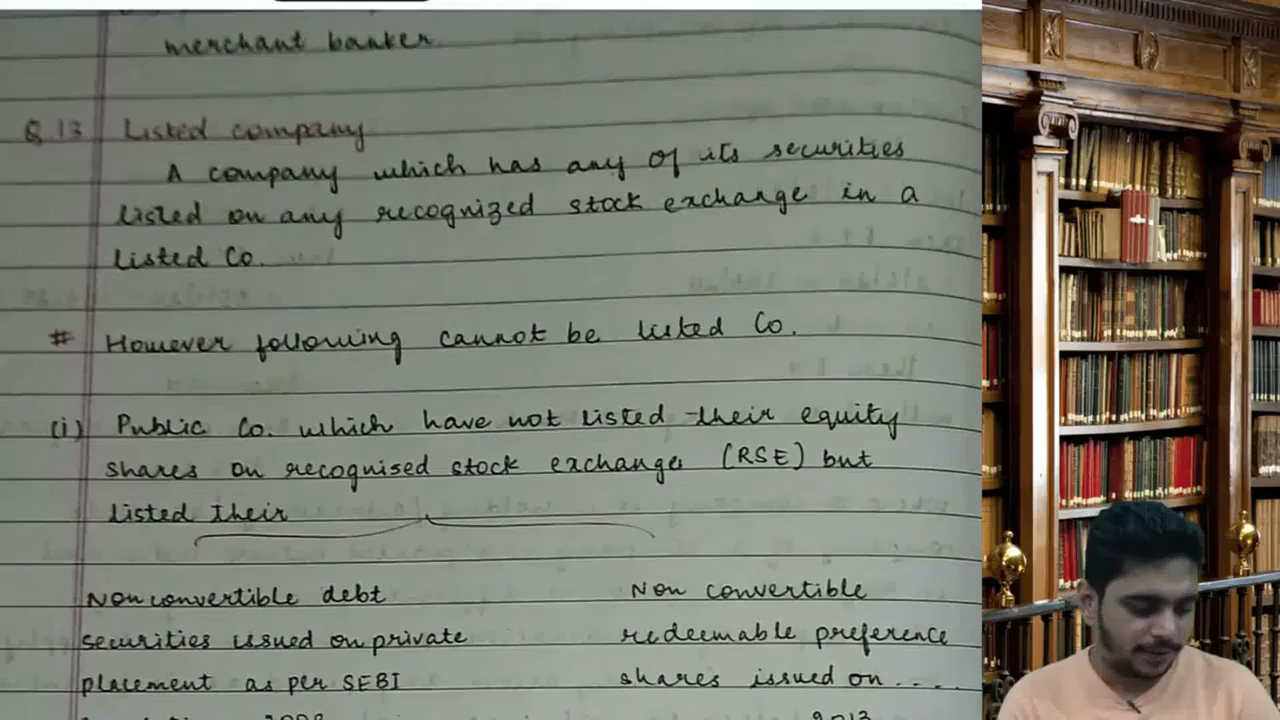 merchant banker.
Q.13 Listed company
A company which has any of its securities
listed on any recognized stock exchange in a
listed Co.
# However following cannot be listed Co.
(i) Public Co. which have not listed their equity
shares on recognised stock exchange (RSE) but
listed their
Nonconvertible debt
securities issued on private
placement as per SEBI
2008
Non convertible
redeemable preference
shares issued on ....
2013